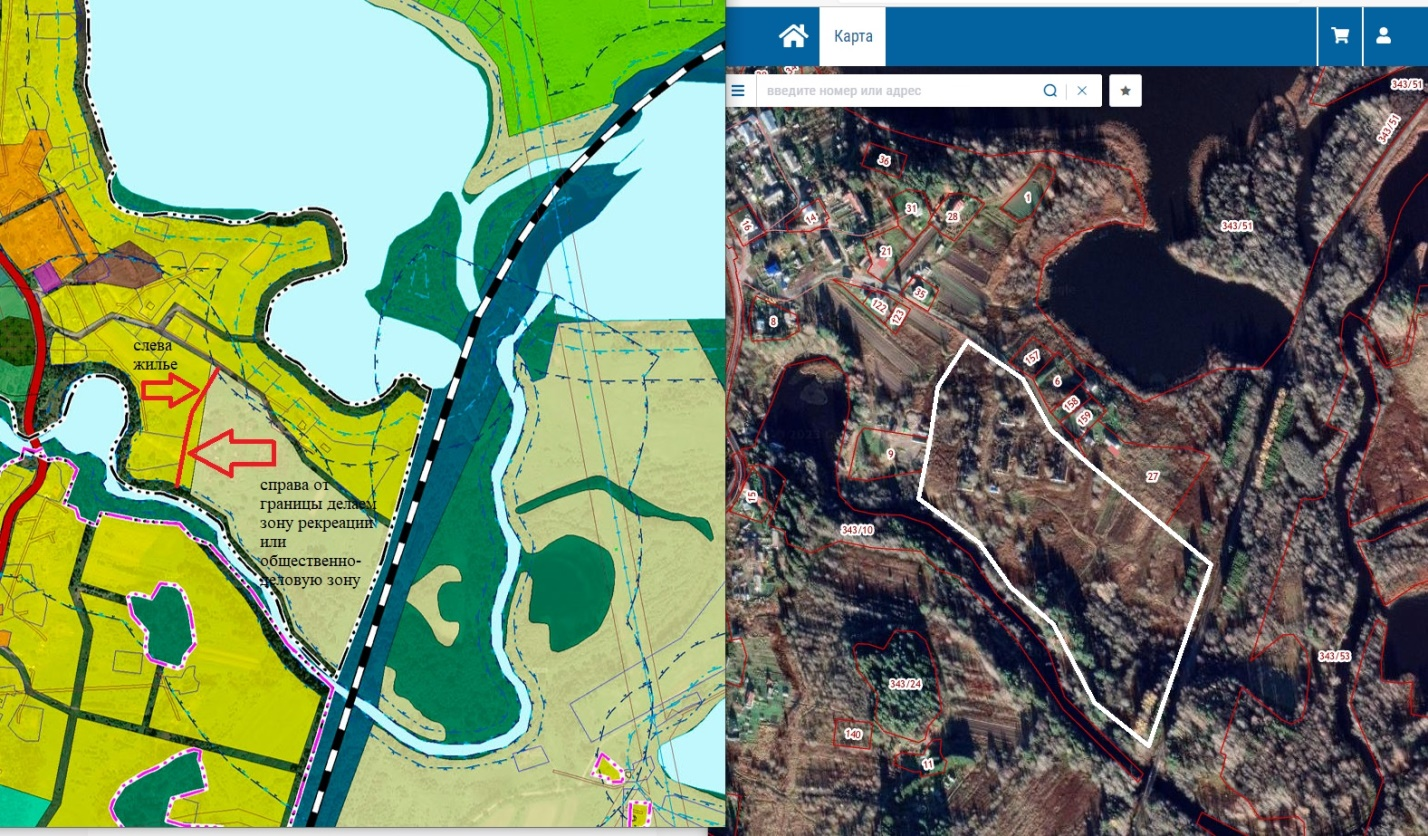 слева
жилье
справа от
границы делаем
зону рекреации
или
общественно-
деловую зону
Карта
введите номер или адрес
343/51
343/51
36
1
31
28
14
16
343/51
21
35
122
123
8
157
6
158
159
9
27
15
343/10
343/53
343/24
140
11